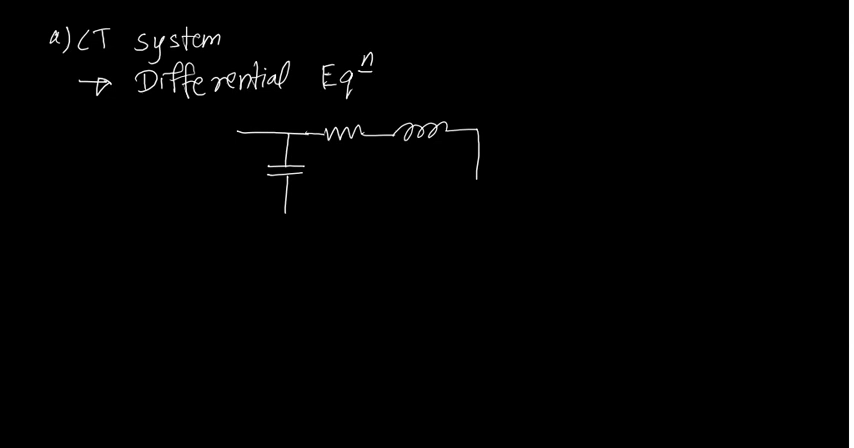 a) CT system
→ Differential Eqⁿ